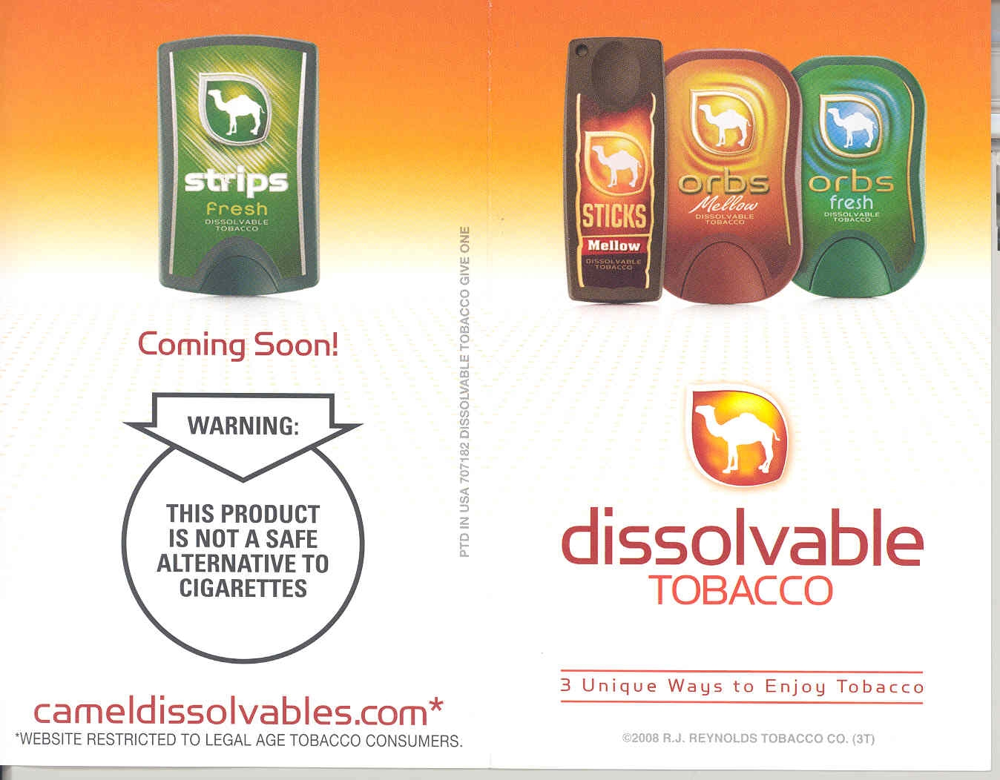 strips
fresh
DISSOLVABLE
TOBACCO
Coming Soon!
WARNING:
THIS PRODUCT
IS NOT A SAFE
ALTERNATIVE TO
CIGARETTES
cameldissolvables.com*
*WEBSITE RESTRICTED TO LEGAL AGE TOBACCO CONSUMERS.
PTD IN USA 707182 DISSOLVABLE TOBACCO GIVE ONE
STICKS
Mellow
DISSOLVABLE
TOBACCO
orbs
Mellow
DISSOLVABLE
TOBACCO
orbs
fresh
DISSOLVABLE
TOBACCO
dissolvable
TOBACCO
3 Unique Ways to Enjoy Tobacco
©2008 R.J. REYNOLDS TOBACCO CO. (3T)